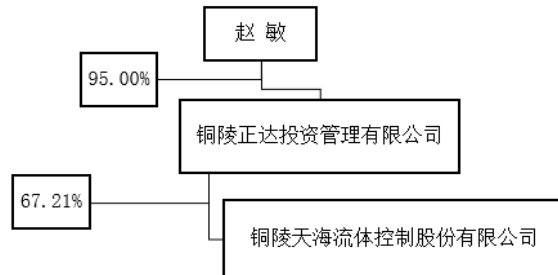 赵 敏
95.00%
铜陵正达投资管理有限公司
67.21%
铜陵天海流体控制股份有限公司